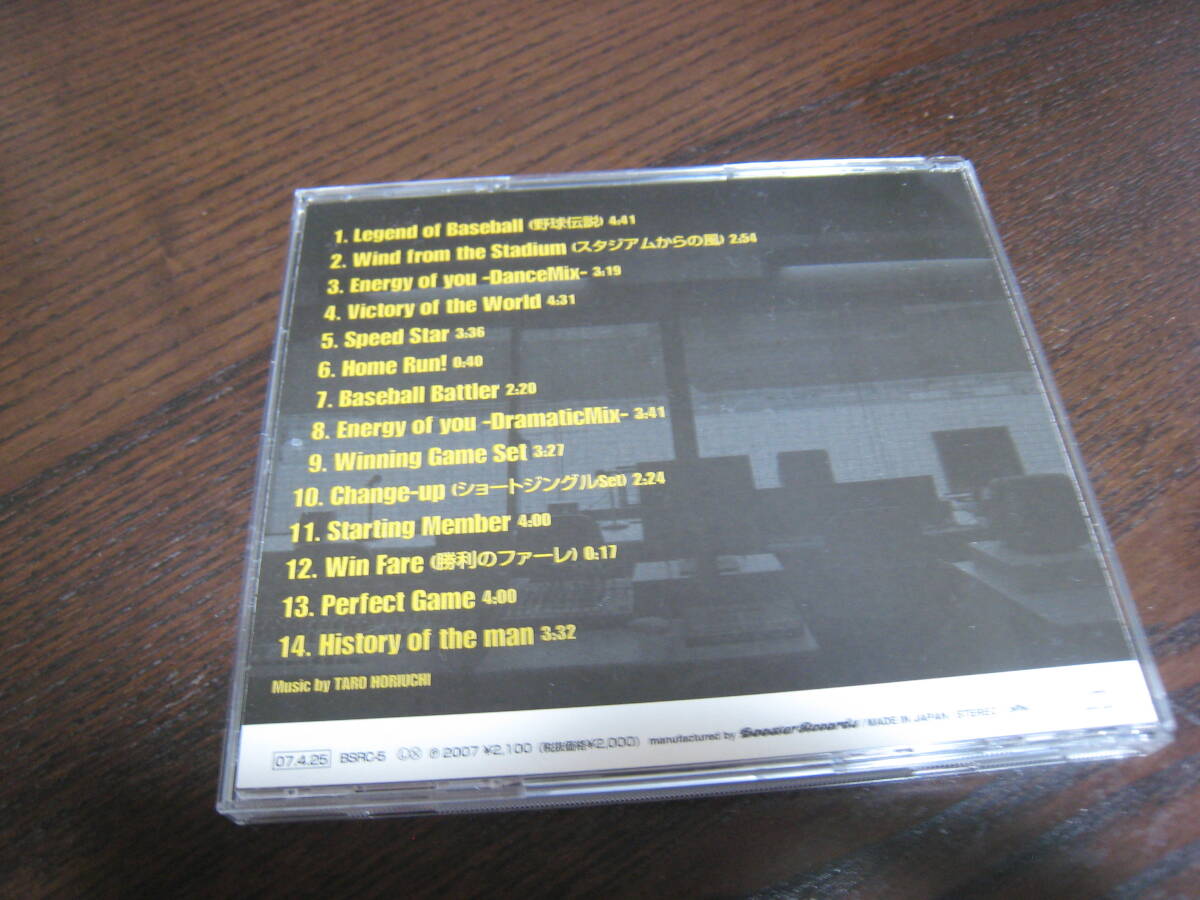 1. Legend of Baseball (野球伝説) 4:41
2. Wind from the Stadium (スタジアムからの風) 2:54
3. Energy of you -DanceMix- 3:19
4. Victory of the World 4:31
5. Speed Star 3:36
6. Home Run! 0:40
7. Baseball Battler 2:20
8. Energy of you -DramaticMix- 3:41
9. Winning Game Set 3:27
10. Change-up (ショートジングルSet) 2:24
11. Starting Member 4:00
12. Win Fare (勝利のファーレ) 0:17
13. Perfect Game 4:00
14. History of the man 3:32
Music by TARO HORIUCHI
07.4.25 BSRC-5 ⓁⓍ ℗2007 ¥2,100 (税抜価格¥2,000) manufactured by Records / MADE IN JAPAN STEREO